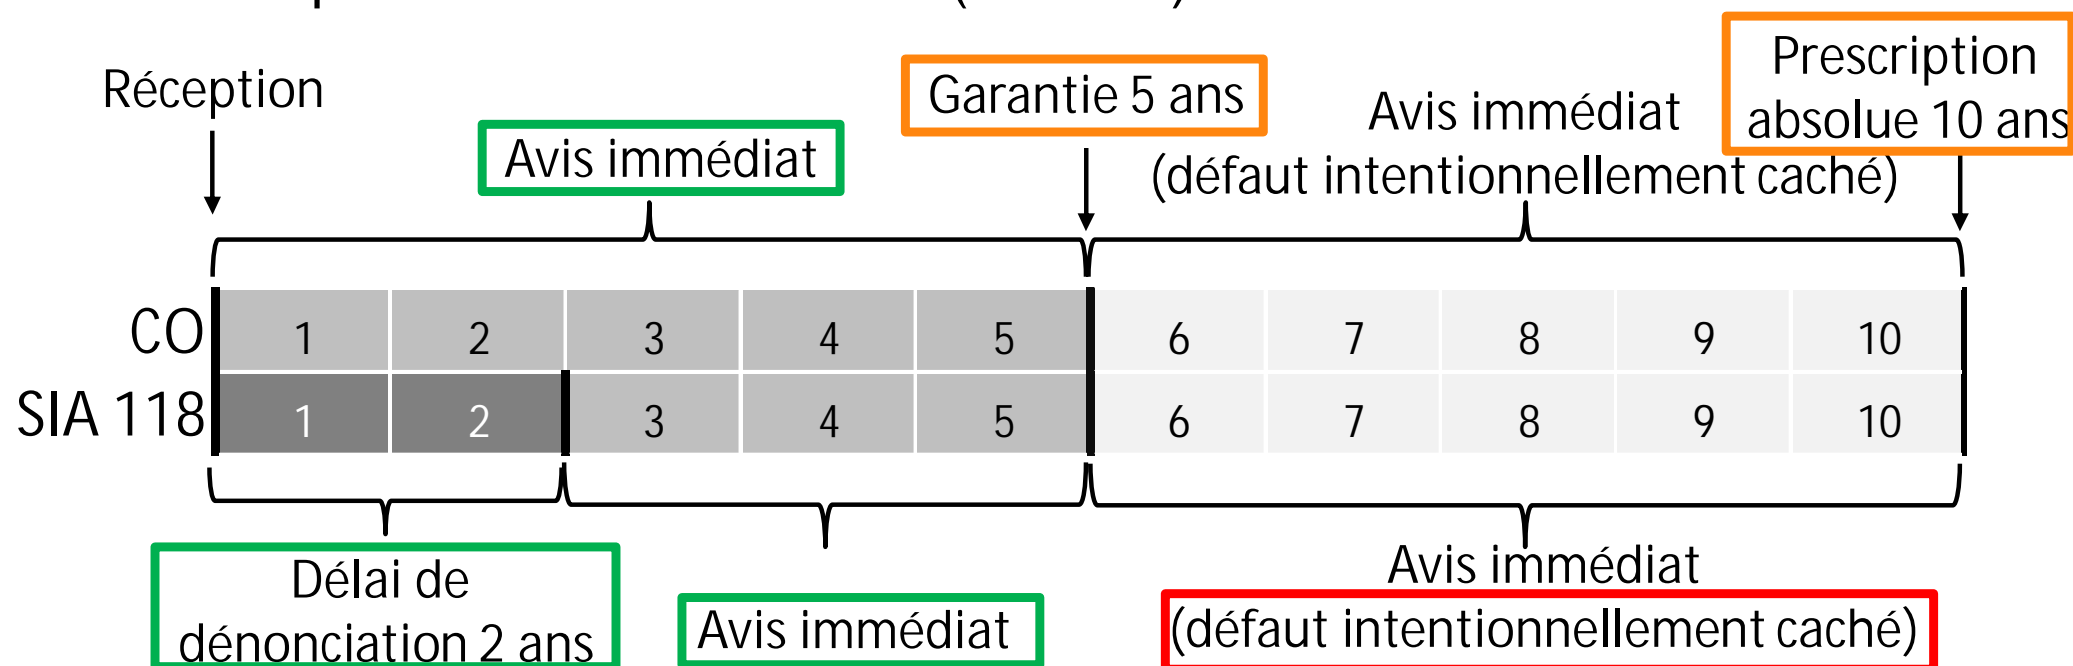 Réception
Avis immédiat
Garantie 5 ans
Avis immédiat
(défaut intentionnellement caché)
Prescription
absolue 10 ans
CO 1 2 3 4 5 6 7 8 9 10
SIA 118 1 2 3 4 5 6 7 8 9 10
Délai de
dénonciation 2 ans
Avis immédiat
Avis immédiat
(défaut intentionnellement caché)